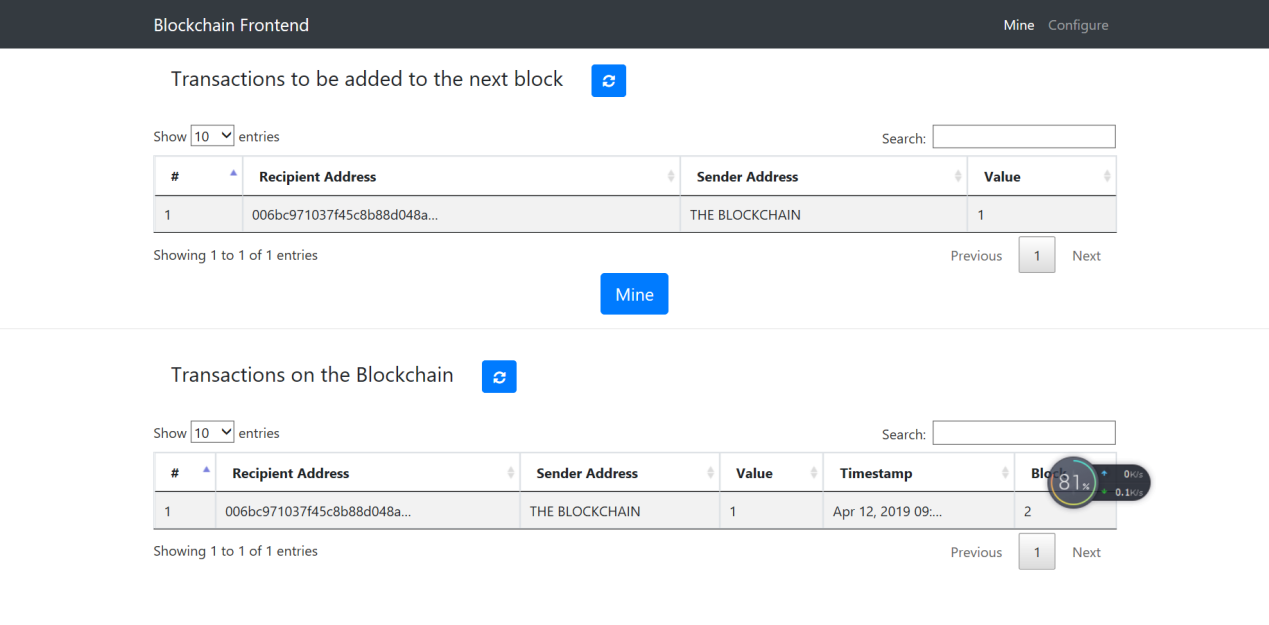 Blockchain Frontend Mine Configure
Transactions to be added to the next block
Show 10 entries Search:
# Recipient Address Sender Address Value
1 006bc971037f45c8b88d048a... THE BLOCKCHAIN 1
Showing 1 to 1 of 1 entries Previous 1 Next
Mine
Transactions on the Blockchain
Show 10 entries Search:
# Recipient Address Sender Address Value Timestamp
1 006bc971037f45c8b88d048a... THE BLOCKCHAIN 1 Apr 12, 2019 09:... 2
81% 0K/s
0.1K/s
Showing 1 to 1 of 1 entries Previous 1 Next